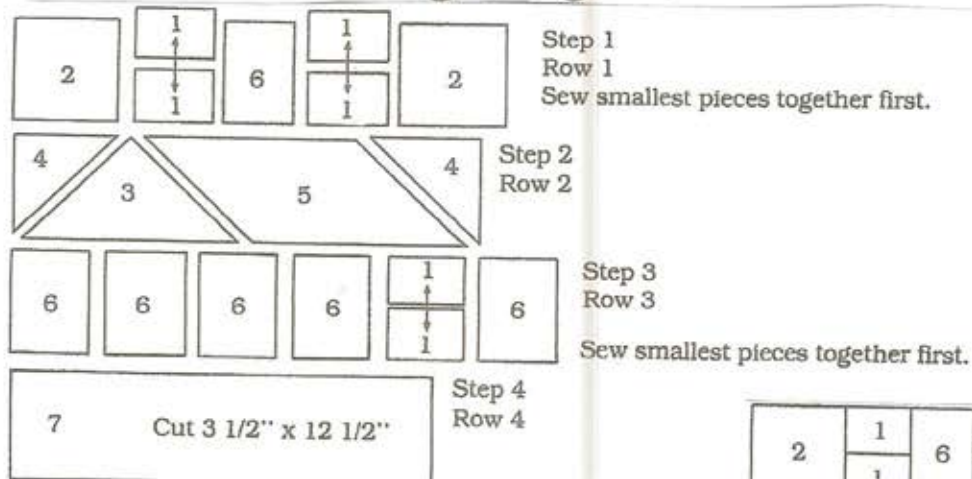 1 1
2 6 2
1 1
Step 1
Row 1
Sew smallest pieces together first.
4 3 5 4
Step 2
Row 2
6 6 6 6 1 6
1
Step 3
Row 3
Sew smallest pieces together first.
7 Cut 3 1/2" x 12 1/2"
Step 4
Row 4
2 1 6
1